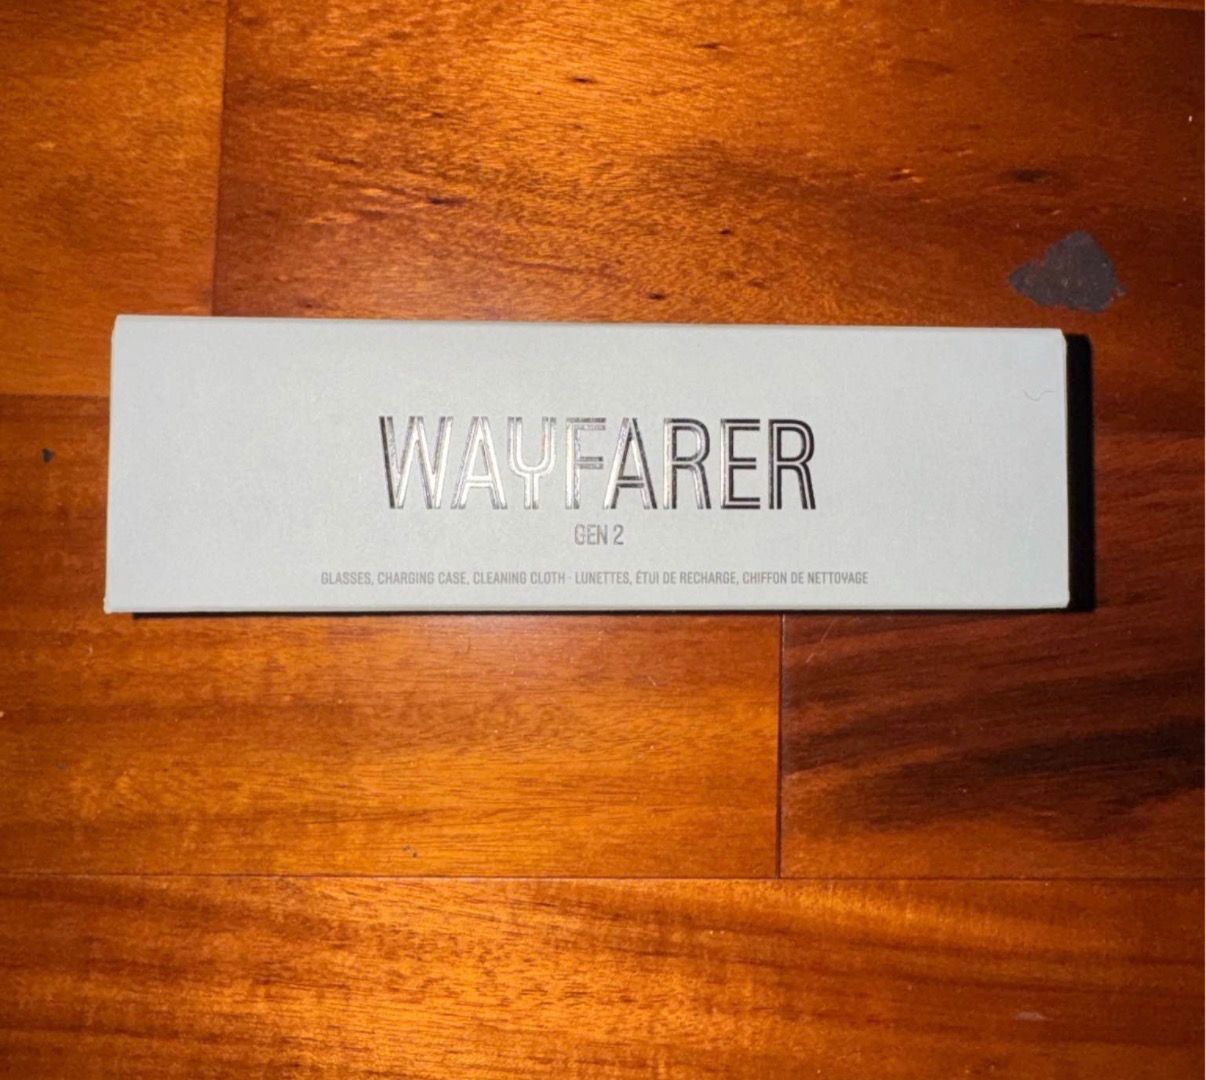 WAYFARER
GEN 2
GLASSES, CHARGING CASE, CLEANING CLOTH · LUNETTES, ÉTUI DE RECHARGE, CHIFFON DE NETTOYAGE